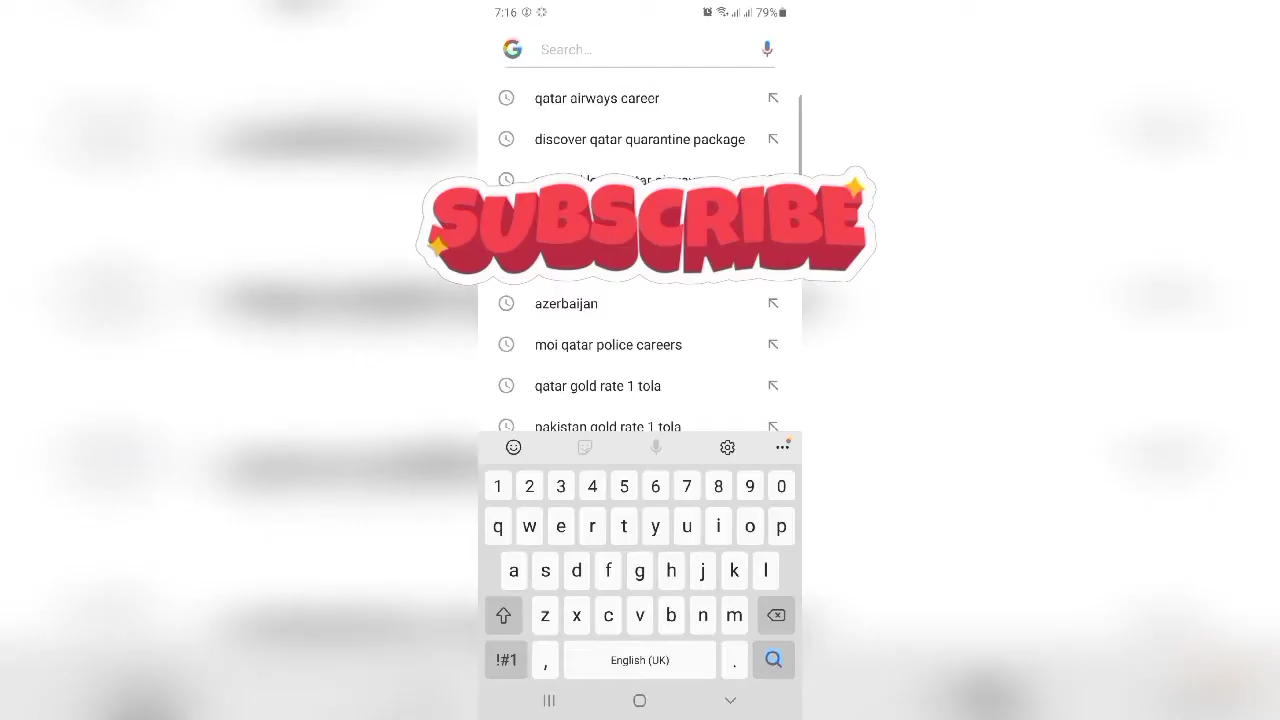 7:16 79%
Search...
qatar airways career
discover qatar quarantine package
SUBSCRIBE
azerbaijan
moi qatar police careers
qatar gold rate 1 tola
pakistan gold rate 1 tola
1 2 3 4 5 6 7 8 9 0
q w e r t y u i o p
a s d f g h j k l
z x c v b n m
!#1 , English (UK) .